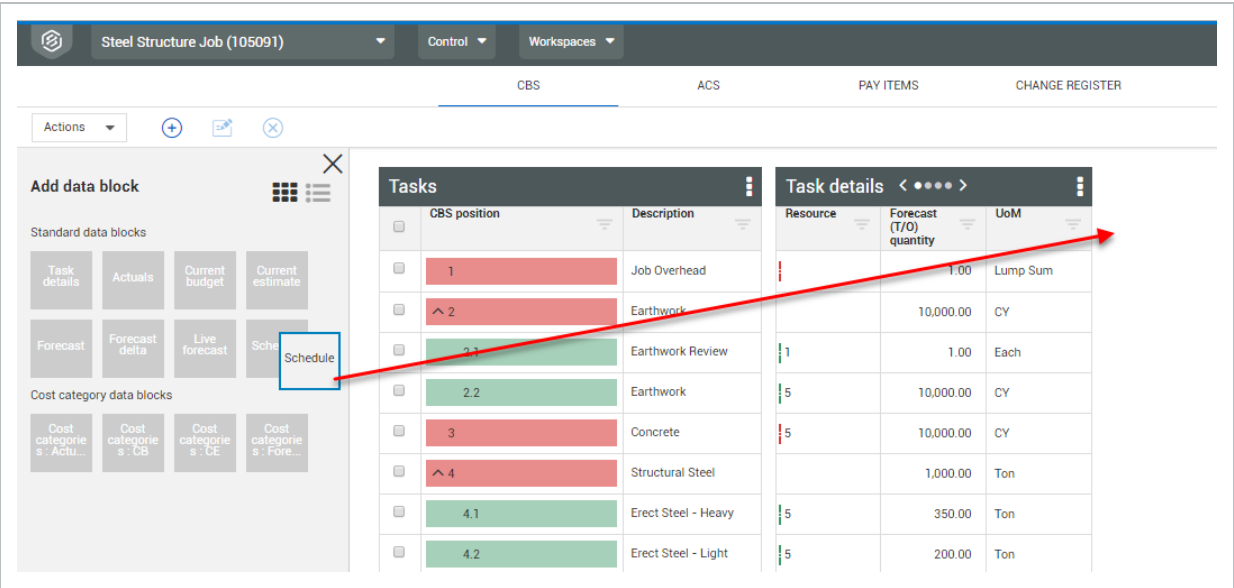 Steel Structure Job (105091) Control Workspaces
CBS ACS PAY ITEMS CHANGE REGISTER
Actions
Add data block
Standard data blocks
Task
details
Actuals
Current
budget
Current
estimate
Forecast
Forecast
delta
Live
forecast
Sche
Schedule
Cost category data blocks
Cost
categorie
s : Actu...
Cost
categorie
s : CB
Cost
categorie
s : CE
Cost
categorie
s : Fore...
Tasks
CBS position Description
1 Job Overhead
2 Earthwork
2.1 Earthwork Review
2.2 Earthwork
3 Concrete
4 Structural Steel
4.1 Erect Steel - Heavy
4.2 Erect Steel - Light
Task details
Resource
Forecast
(T/O)
quantity
UoM
1.00 Lump Sum
10,000.00 CY
1 1.00 Each
5 10,000.00 CY
5 10,000.00 CY
1,000.00 Ton
5 350.00 Ton
5 200.00 Ton